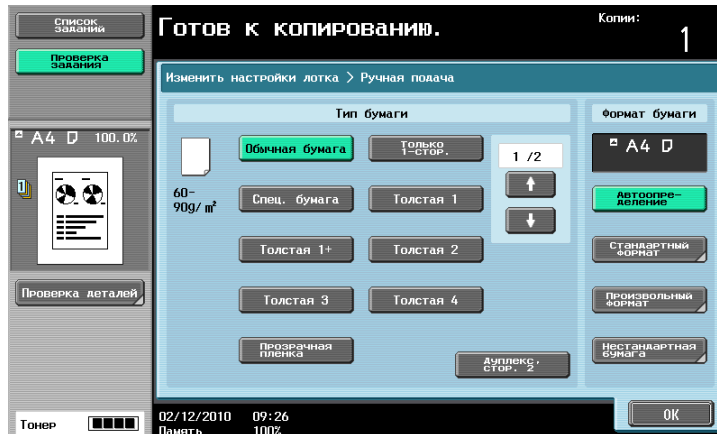 Список
заданий
Готов к копированию.
Копии:
1
Проверка
задания
Изменить настройки лотка > Ручная подача
Тип бумаги
Формат бумаги
A4 100.0%
Обычная бумага
Только
1-стор.
1 /2
A4
60-
90g/ m²
Спец. бумага
Толстая 1
Автоопре-
деление
1
Толстая 1+
Толстая 2
Стандартный
формат
Проверка деталей
Толстая 3
Толстая 4
Произвольный
формат
Прозрачная
пленка
Дуплекс,
стор. 2
Нестандартная
бумага
Тонер
02/12/2010 09:26
Память 100%
OK